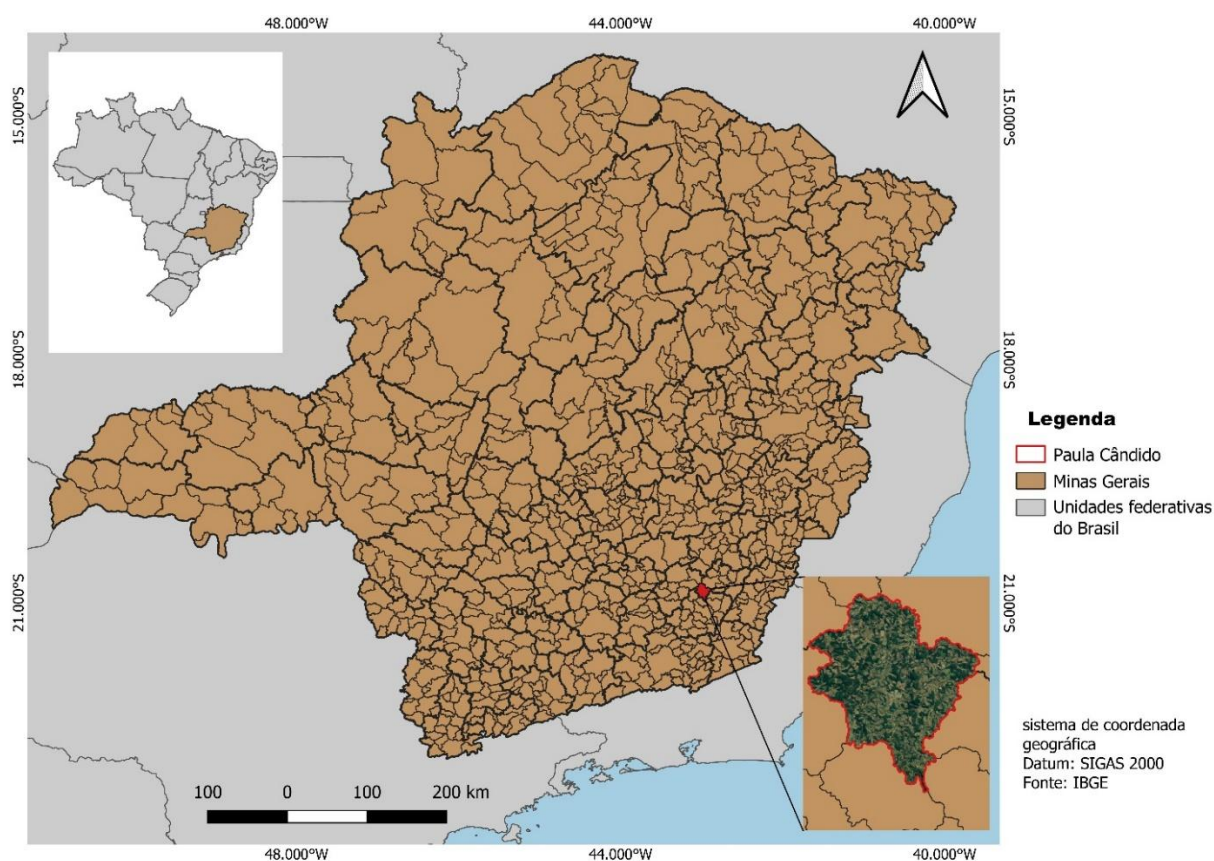 48.000°W 44.000°W 40.000°W
15.000°S
15.000°S
18.000°S
18.000°S
21.000°S
21.000°S
Legenda
Paula Cândido
Minas Gerais
Unidades federativas
do Brasil
sistema de coordenada
geográfica
Datum: SIGAS 2000
Fonte: IBGE
100 0 100 200 km
48.000°W 44.000°W 40.000°W